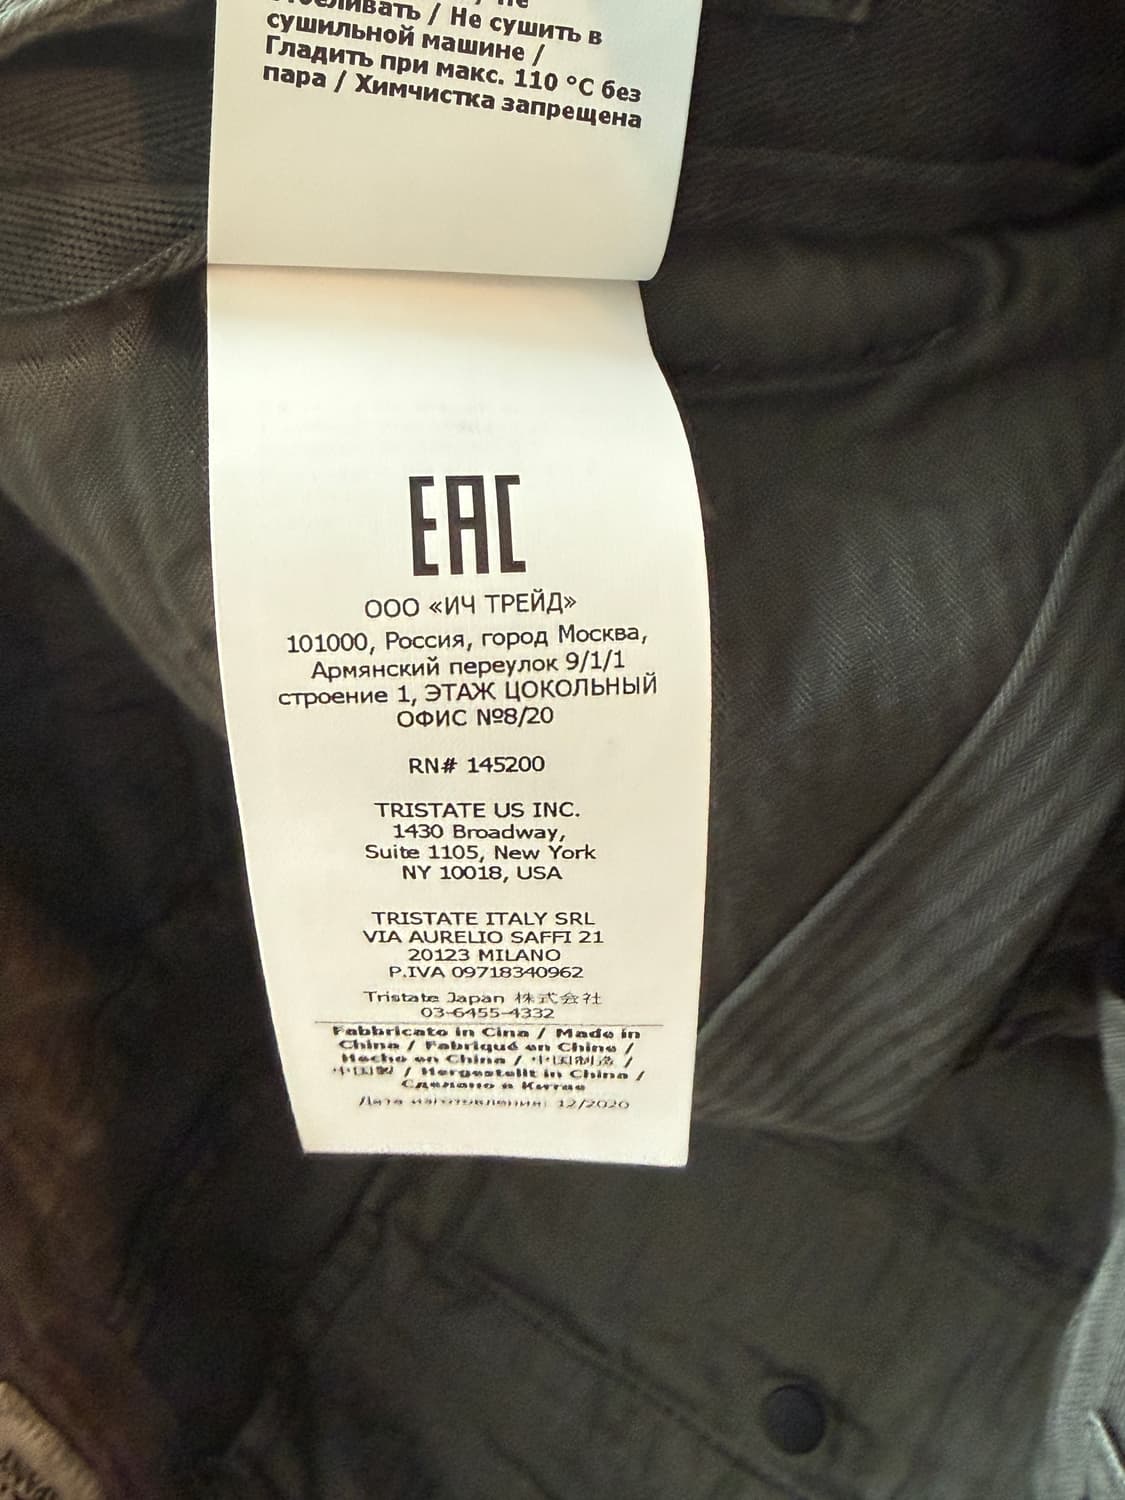 Не сушить в
сушильной машине /
Гладить при макс. 110 °C без
пара / Химчистка запрещена
EAC
ООО «ИЧ ТРЕЙД»
101000, Россия, город Москва,
Армянский переулок 9/1/1
строение 1, ЭТАЖ ЦОКОЛЬНЫЙ
ОФИС №8/20
RN# 145200
TRISTATE US INC.
1430 Broadway,
Suite 1105, New York
NY 10018, USA
TRISTATE ITALY SRL
VIA AURELIO SAFFI 21
20123 MILANO
P.IVA 09718340962
Tristate Japan 株式会社
03-6455-4332
Fabbricato in Cina / Made in
China / Fabriqué en Chine /
Hecho en China / 中国制造 /
中国製 / Hergestellt in China /
Сделано в Китае
Дата изготовления: 12/2020